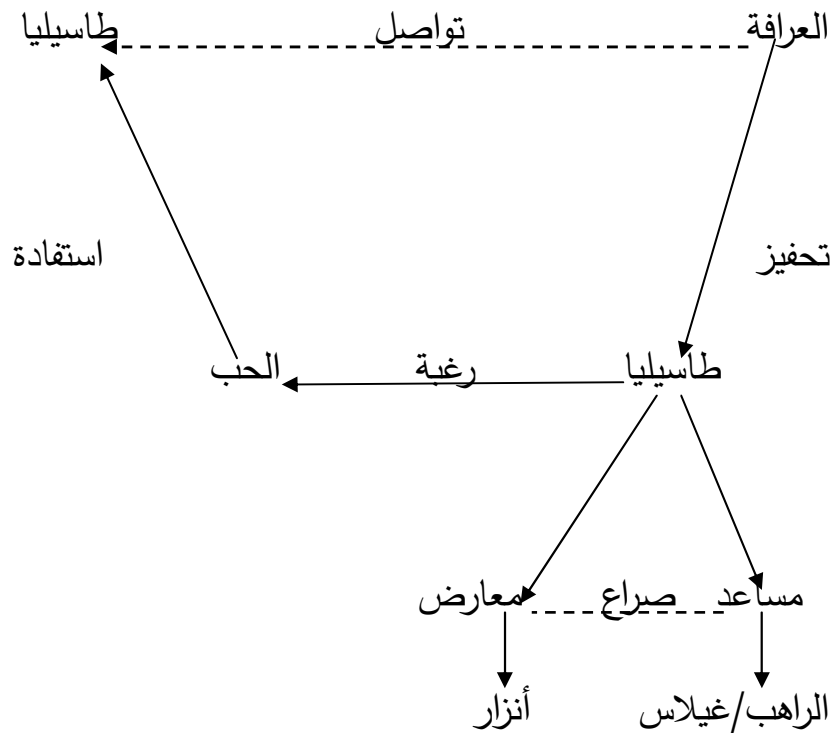 العرافة تواصل طاسيليا
تحفيز استفادة
طاسيليا رغبة الحب
مساعد صراع معارض
الراهب/غيلاس أنزار